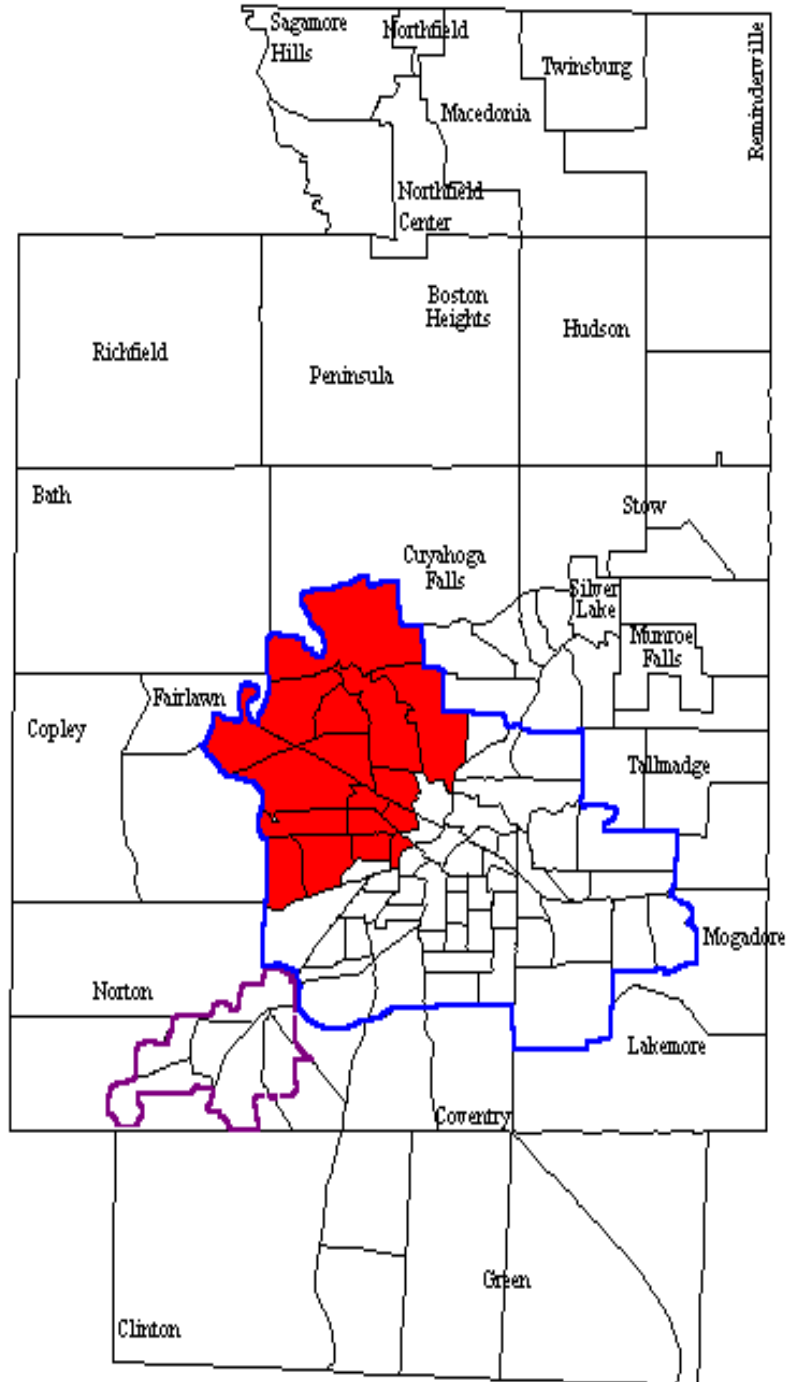 Sagamore
Hills
Northfield
Twinsburg
Reminderville
Macedonia
Northfield
Center
Boston
Heights
Hudson
Richfield
Peninsula
Bath
Stow
Cuyahoga
Falls
Silver
Lake
Munroe
Falls
Fairlawn
Copley
Tallmadge
Mogadore
Norton
Lakemore
Coventry
Green
Clinton